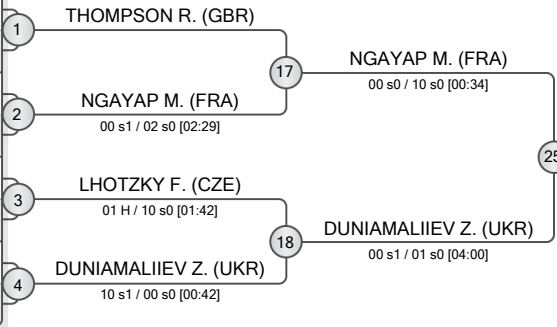 THOMPSON R. (GBR)
1
17
NGAYAP M. (FRA)
00 s0 / 10 s0 [00:34]
NGAYAP M. (FRA)
2
00 s1 / 02 s0 [02:29]
25
LHOTZKY F. (CZE)
3
01 H / 10 s0 [01:42]
18
DUNIAMALIIEV Z. (UKR)
00 s1 / 01 s0 [04:00]
DUNIAMALIIEV Z. (UKR)
4
10 s1 / 00 s0 [00:42]